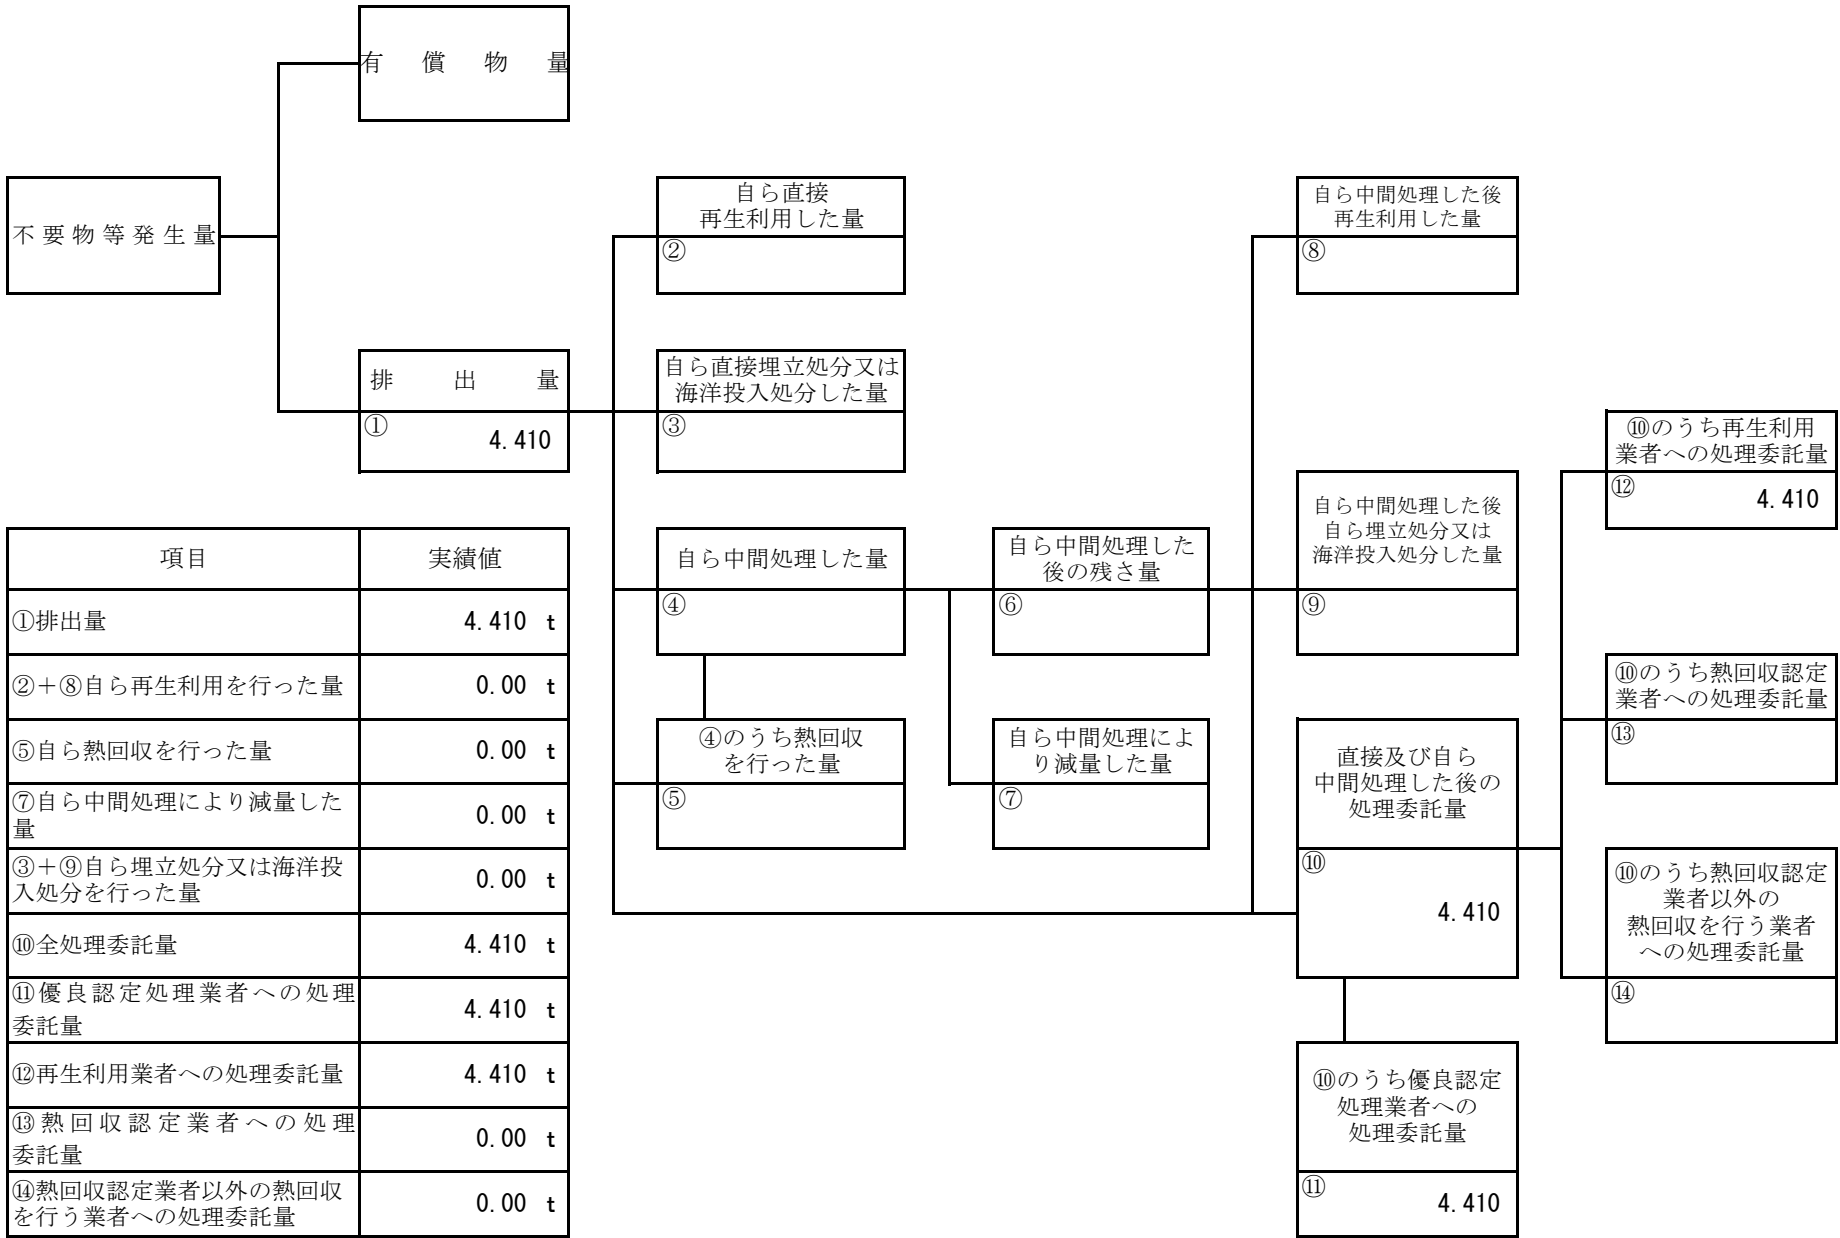 有償物量
不要物等発生量
自ら直接
再生利用した量
②
自ら中間処理した後
再生利用した量
⑧
排出量
①
4.410
自ら直接埋立処分又は
海洋投入処分した量
③
⑩のうち再生利用
業者への処理委託量
⑫
4.410
自ら中間処理した量
④
自ら中間処理した
後の残さ量
⑥
自ら中間処理した後
自ら埋立処分又は
海洋投入処分した量
⑨
⑩のうち熱回収認定
業者への処理委託量
⑬
④のうち熱回収
を行った量
⑤
自ら中間処理によ
り減量した量
⑦
直接及び自ら
中間処理した後の
処理委託量
⑩
4.410
⑩のうち熱回収認定
業者以外の
熱回収を行う業者
への処理委託量
⑭
⑩のうち優良認定
処理業者への
処理委託量
⑪
4.410
項目 実績値
①排出量 4.410 t
②＋⑧自ら再生利用を行った量 0.00 t
⑤自ら熱回収を行った量 0.00 t
⑦自ら中間処理により減量した
量 0.00 t
③＋⑨自ら埋立処分又は海洋投
入処分を行った量 0.00 t
⑩全処理委託量 4.410 t
⑪優良認定処理業者への処理
委託量 4.410 t
⑫再生利用業者への処理委託量 4.410 t
⑬熱回収認定業者への処理
委託量 0.00 t
⑭熱回収認定業者以外の熱回収
を行う業者への処理委託量 0.00 t